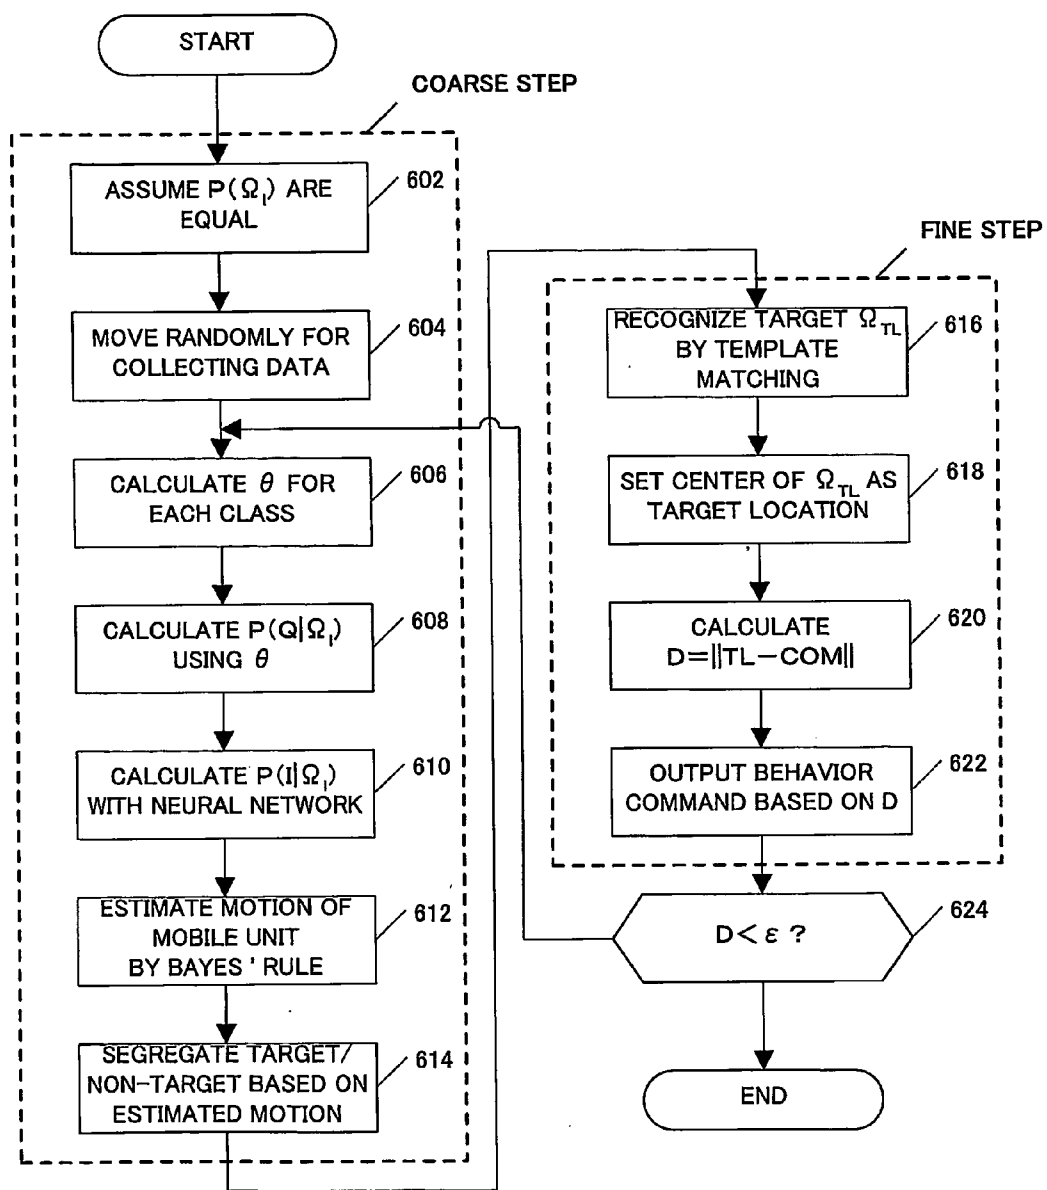 START
COARSE STEP
ASSUME P(Ω_I) ARE
EQUAL
602
MOVE RANDOMLY FOR
COLLECTING DATA
604
CALCULATE θ FOR
EACH CLASS
606
CALCULATE P(Q|Ω_I)
USING θ
608
CALCULATE P(I|Ω_I)
WITH NEURAL NETWORK
610
ESTIMATE MOTION OF
MOBILE UNIT
BY BAYES' RULE
612
SEGREGATE TARGET/
NON-TARGET BASED ON
ESTIMATED MOTION
614
FINE STEP
RECOGNIZE TARGET Ω_TL
BY TEMPLATE
MATCHING
616
SET CENTER OF Ω_TL AS
TARGET LOCATION
618
CALCULATE
D=||TL-COM||
620
OUTPUT BEHAVIOR
COMMAND BASED ON D
622
D<ε ?
624
END